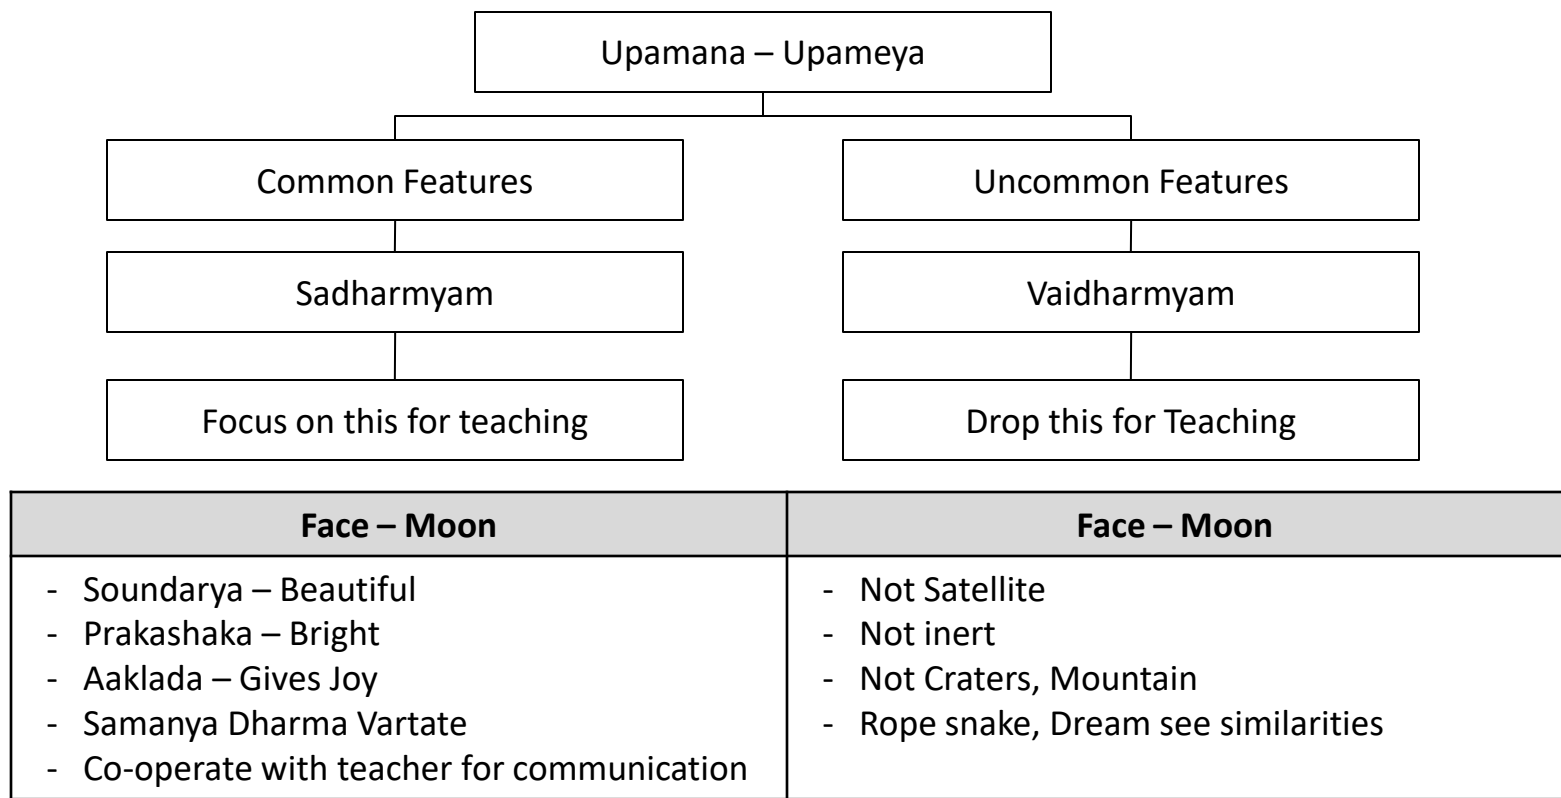 Upamana – Upameya
Common Features
Uncommon Features
Sadharmyam
Vaidharmyam
Focus on this for teaching
Drop this for Teaching
Face – Moon
Face – Moon
- Soundarya – Beautiful
- Prakashaka – Bright
- Aaklada – Gives Joy
- Samanya Dharma Vartate
- Co-operate with teacher for communication
- Not Satellite
- Not inert
- Not Craters, Mountain
- Rope snake, Dream see similarities